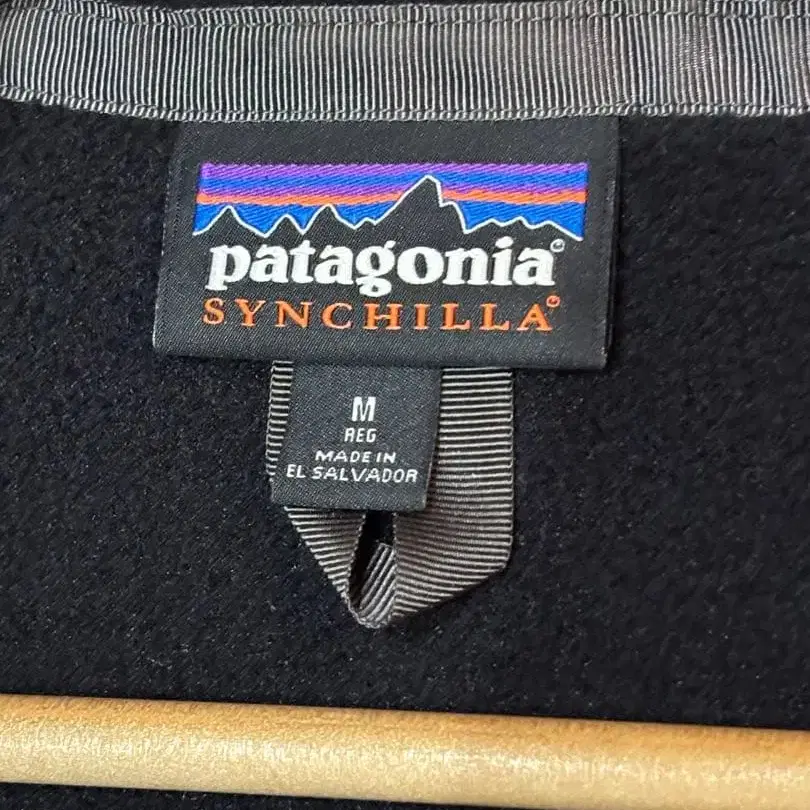 patagonia®
SYNCHILLA®
M
REG
MADE IN
EL SALVADOR